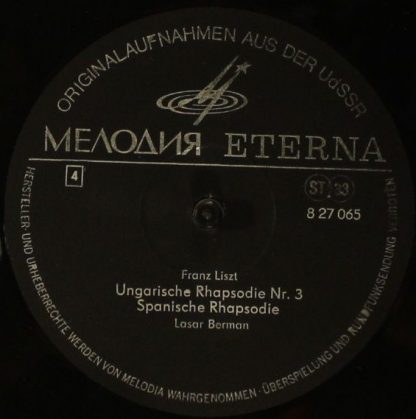 ORIGINALAUFNAHMEN AUS DER UdSSR
МЕЛОДИЯ ETERNA
4
ST 33
8 27 065
Franz Liszt
Ungarische Rhapsodie Nr. 3
Spanische Rhapsodie
Lasar Berman
HERSTELLER- UND URHEBERRECHTE WERDEN VON MELODIA WAHRGENOMMEN · ÜBERSPIELUNG UND RUNDFUNKSENDUNG VERBOTEN